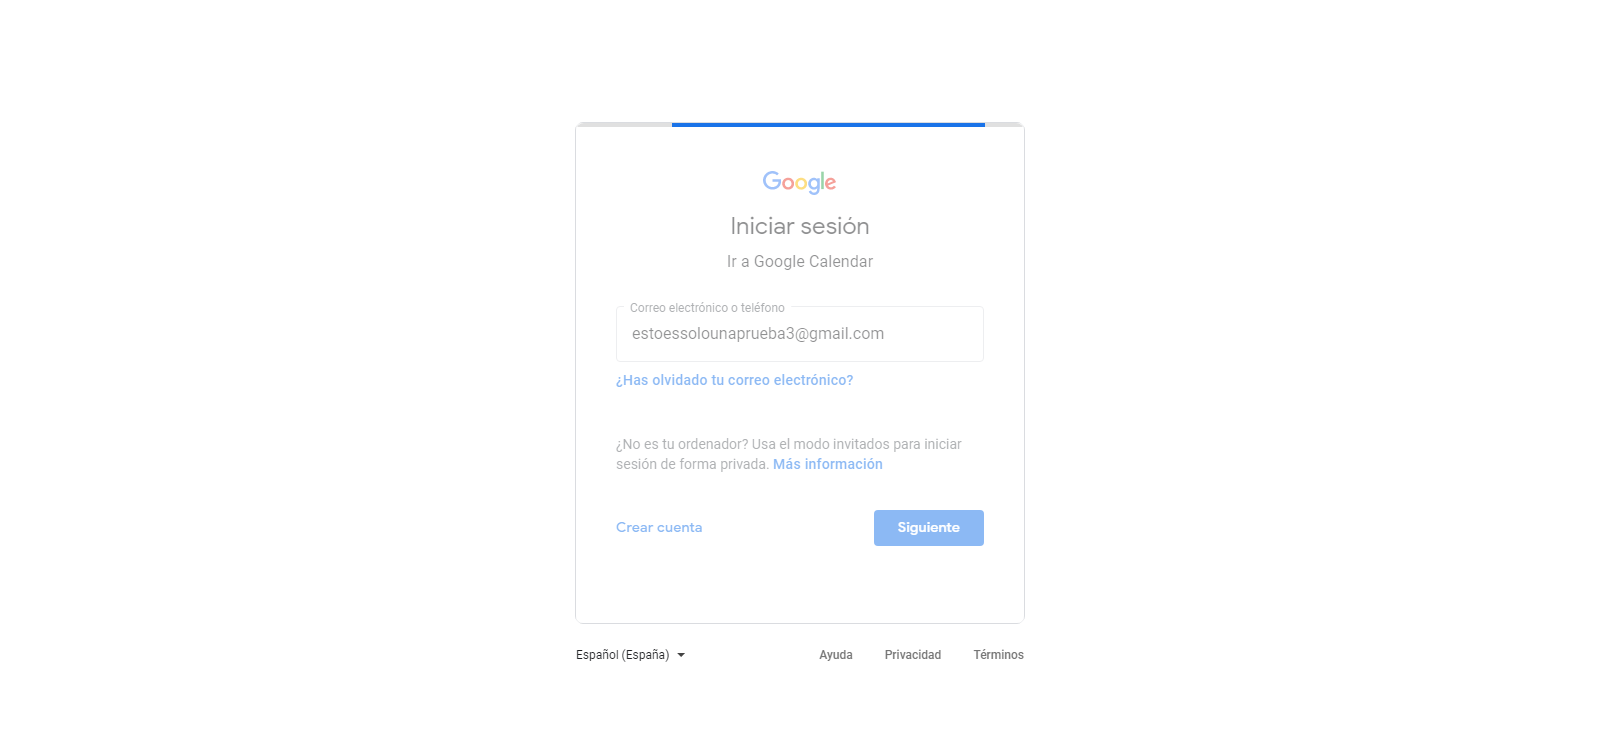 Google
Iniciar sesión
Ir a Google Calendar
Correo electrónico o teléfono
estoessolounaprueba3@gmail.com
¿Has olvidado tu correo electrónico?
¿No es tu ordenador? Usa el modo invitados para iniciar
sesión de forma privada. Más información
Crear cuenta
Siguiente
Español (España)
Ayuda
Privacidad
Términos